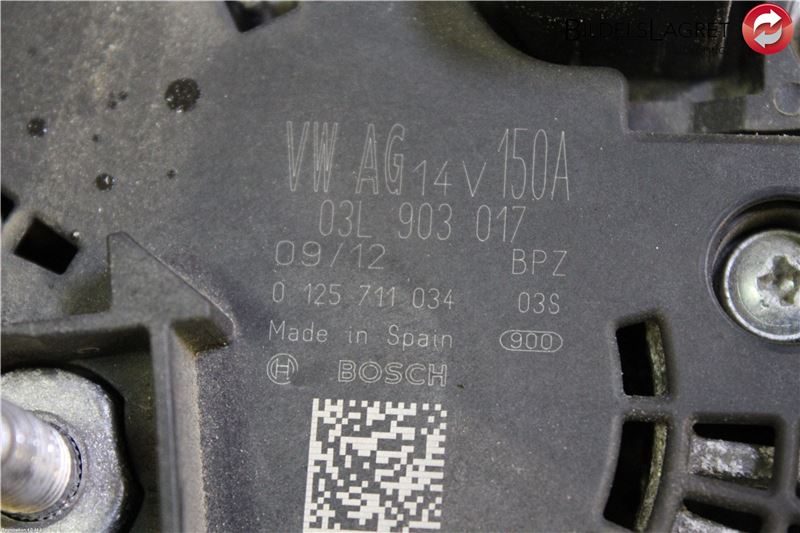 BILDELSLAGRET
VW AG 14V 150A
03L 903 017
09/12 BPZ
0 125 711 034 03S
Made in Spain 900
BOSCH